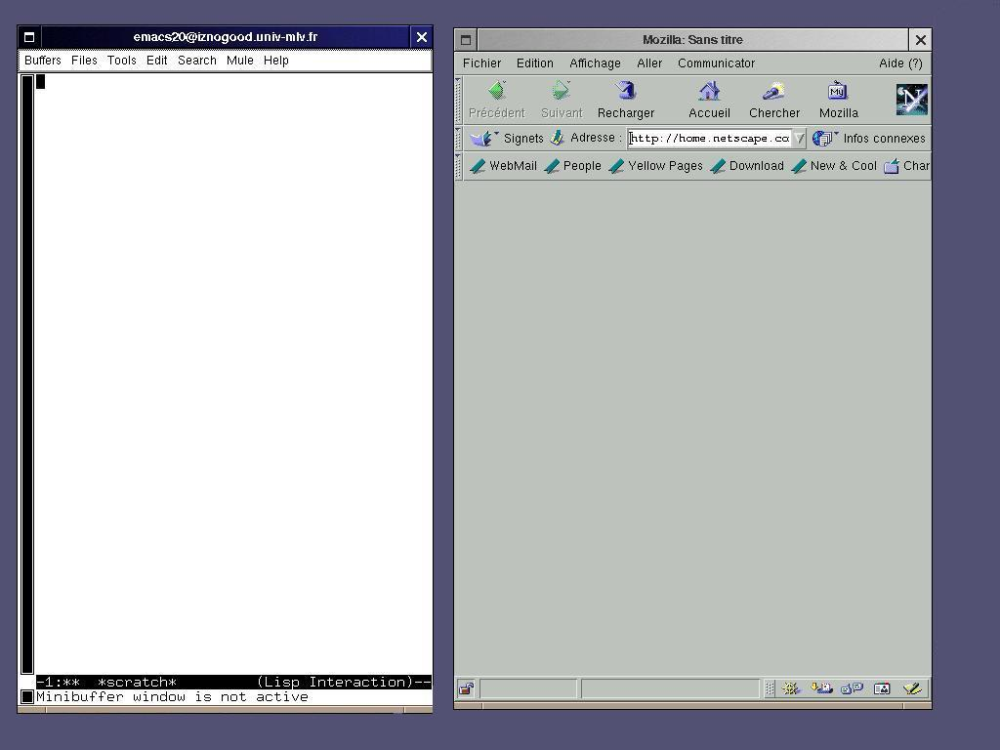 emacs20@iznogood.univ-mlv.fr
Buffers Files Tools Edit Search Mule Help
-1:** *scratch* (Lisp Interaction)--
Minibuffer window is not active
Mozilla: Sans titre
Fichier Edition Affichage Aller Communicator Aide (?)
Précédent Suivant Recharger Accueil Chercher Mozilla
My
N
Signets Adresse : http://home.netscape.co Infos connexes
WebMail People Yellow Pages Download New & Cool Char